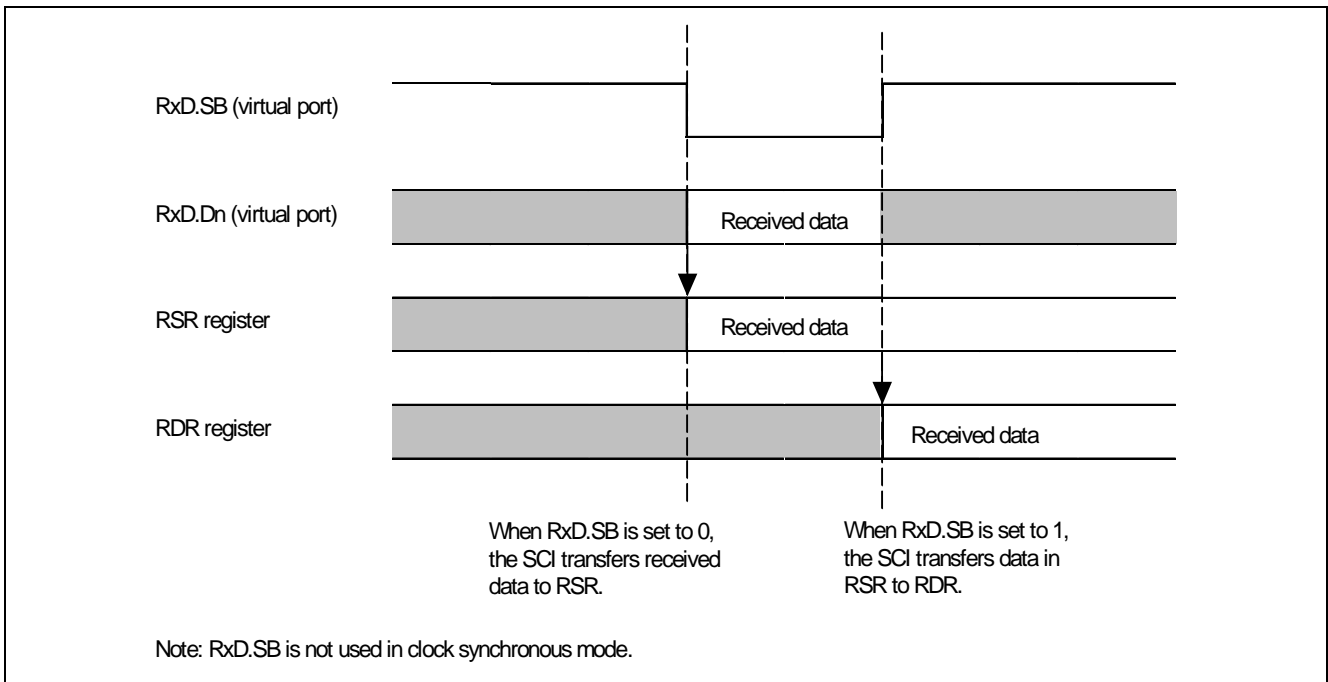 RxD.SB (virtual port)
RxD.Dn (virtual port)
Received data
RSR register
Received data
RDR register
Received data
When RxD.SB is set to 0,
the SCI transfers received
data to RSR.
When RxD.SB is set to 1,
the SCI transfers data in
RSR to RDR.
Note: RxD.SB is not used in clock synchronous mode.